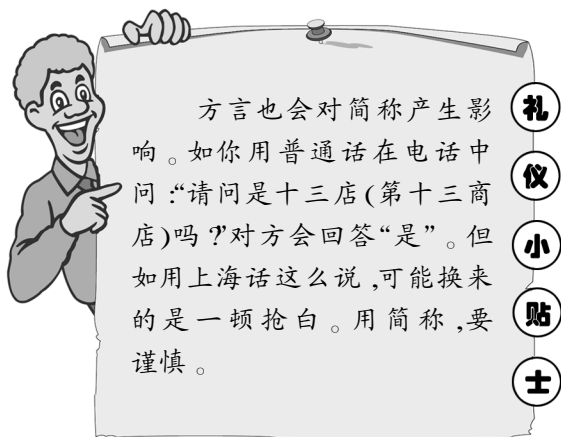 方言也会对简称产生影
响。如你用普通话在电话中
问:“请问是十三店(第十三商
店)吗?”对方会回答“是”。但
如用上海话这么说,可能换来
的是一顿抢白。用简称,要
谨慎。
礼
仪
小
贴
士